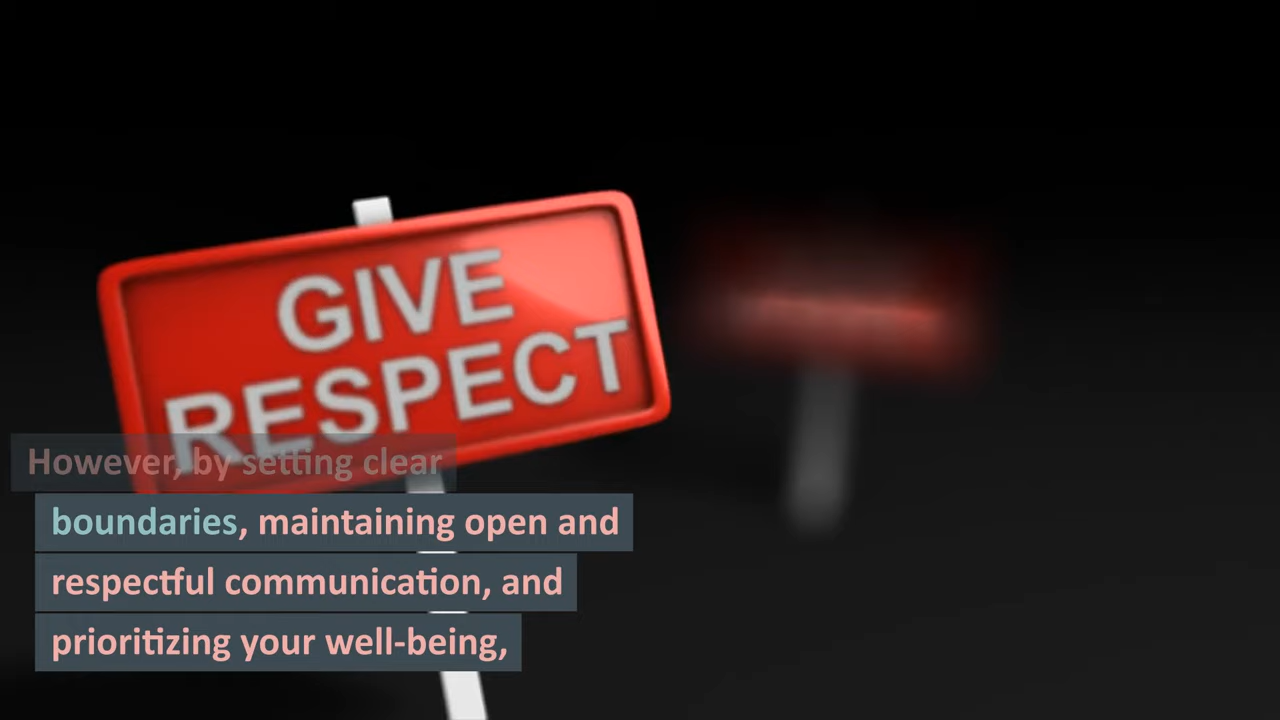 GIVE
RESPECT
However, by setting clear
boundaries, maintaining open and
respectful communication, and
prioritizing your well-being,